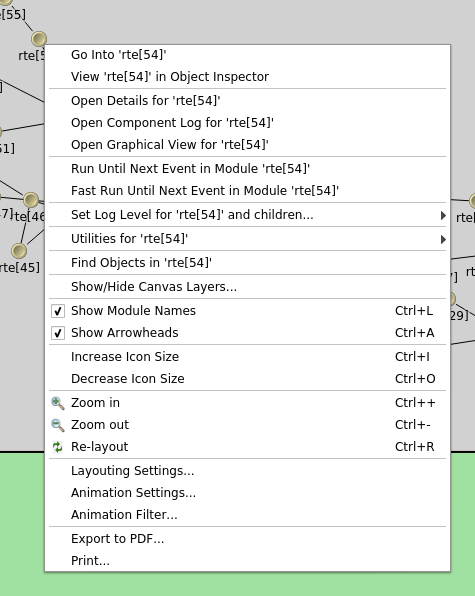 [55]
rte[5
Go Into 'rte[54]'
View 'rte[54]' in Object Inspector
]
Open Details for 'rte[54]'
Open Component Log for 'rte[54]'
51]
Open Graphical View for 'rte[54]'
Run Until Next Event in Module 'rte[54]'
Fast Run Until Next Event in Module 'rte[54]'
7]
rte[46
Set Log Level for 'rte[54]' and children...
rte[
Utilities for 'rte[54]'
rte[45]
Find Objects in 'rte[54]'
]
rt
Show/Hide Canvas Layers...
Show Module Names Ctrl+L
29]
Show Arrowheads Ctrl+A
Increase Icon Size Ctrl+I
Decrease Icon Size Ctrl+O
Zoom in Ctrl++
Zoom out Ctrl+-
Re-layout Ctrl+R
Layouting Settings...
Animation Settings...
Animation Filter...
Export to PDF...
Print...